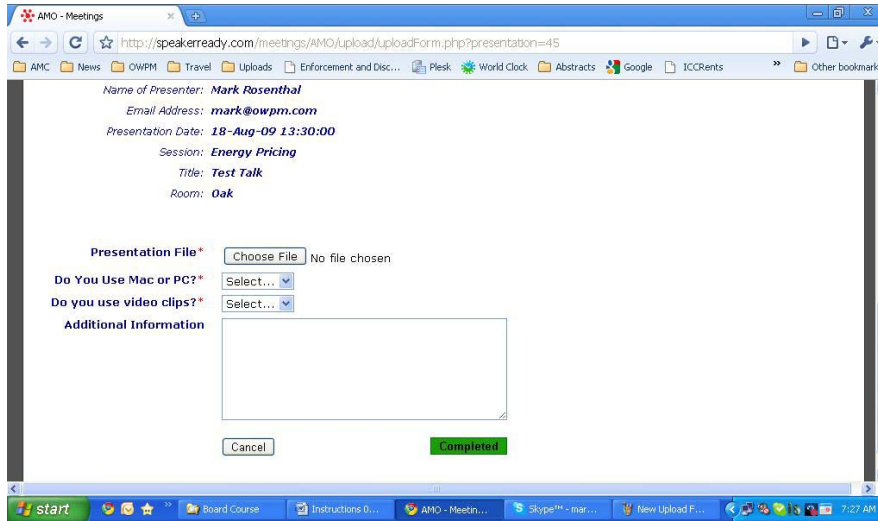 AMO - Meetings
http://speakerready.com/meetings/AMO/upload/uploadForm.php?presentation=45
AMC News OWPM Travel Uploads Enforcement and Disc... Plesk World Clock Abstracts Google ICCRents » Other bookmark
Name of Presenter: Mark Rosenthal
Email Address: mark@owpm.com
Presentation Date: 18-Aug-09 13:30:00
Session: Energy Pricing
Title: Test Talk
Room: Oak
Presentation File* Choose File No file chosen
Do You Use Mac or PC?* Select...
Do you use video clips?* Select...
Additional Information
Cancel Completed
start » Board Course Instructions 0... AMO - Meetin... Skype™ - mar... New Upload F... 7:27 AM